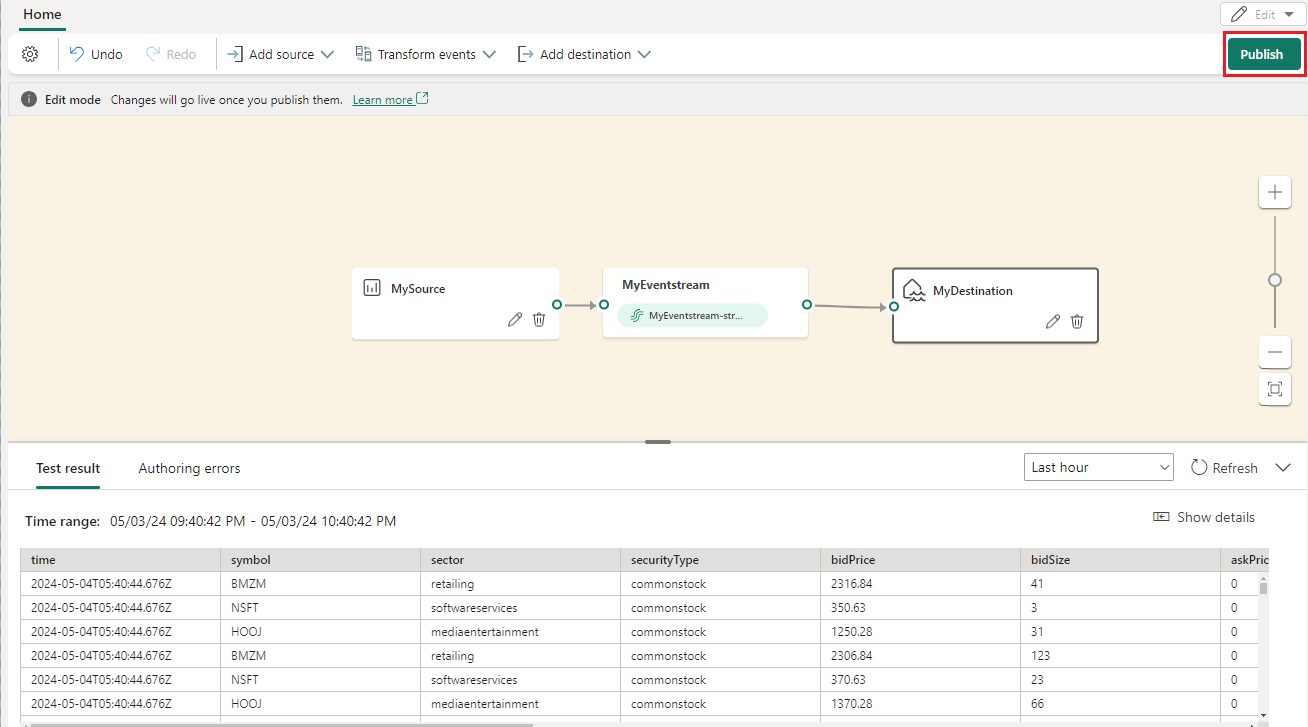 Home
Edit
Undo Redo Add source Transform events Add destination Publish
Edit mode Changes will go live once you publish them. Learn more
MySource
MyEventstream
MyEventstream-str...
MyDestination
Test result Authoring errors Last hour Refresh
Time range: 05/03/24 09:40:42 PM - 05/03/24 10:40:42 PM Show details
time symbol sector securityType bidPrice bidSize askPric
2024-05-04T05:40:44.676Z BMZM retailing commonstock 2316.84 41 0
2024-05-04T05:40:44.676Z NSFT softwareservices commonstock 350.63 3 0
2024-05-04T05:40:44.676Z HOOJ mediaentertainment commonstock 1250.28 31 0
2024-05-04T05:40:44.676Z BMZM retailing commonstock 2306.84 123 0
2024-05-04T05:40:44.676Z NSFT softwareservices commonstock 370.63 23 0
2024-05-04T05:40:44.676Z HOOJ mediaentertainment commonstock 1370.28 66 0